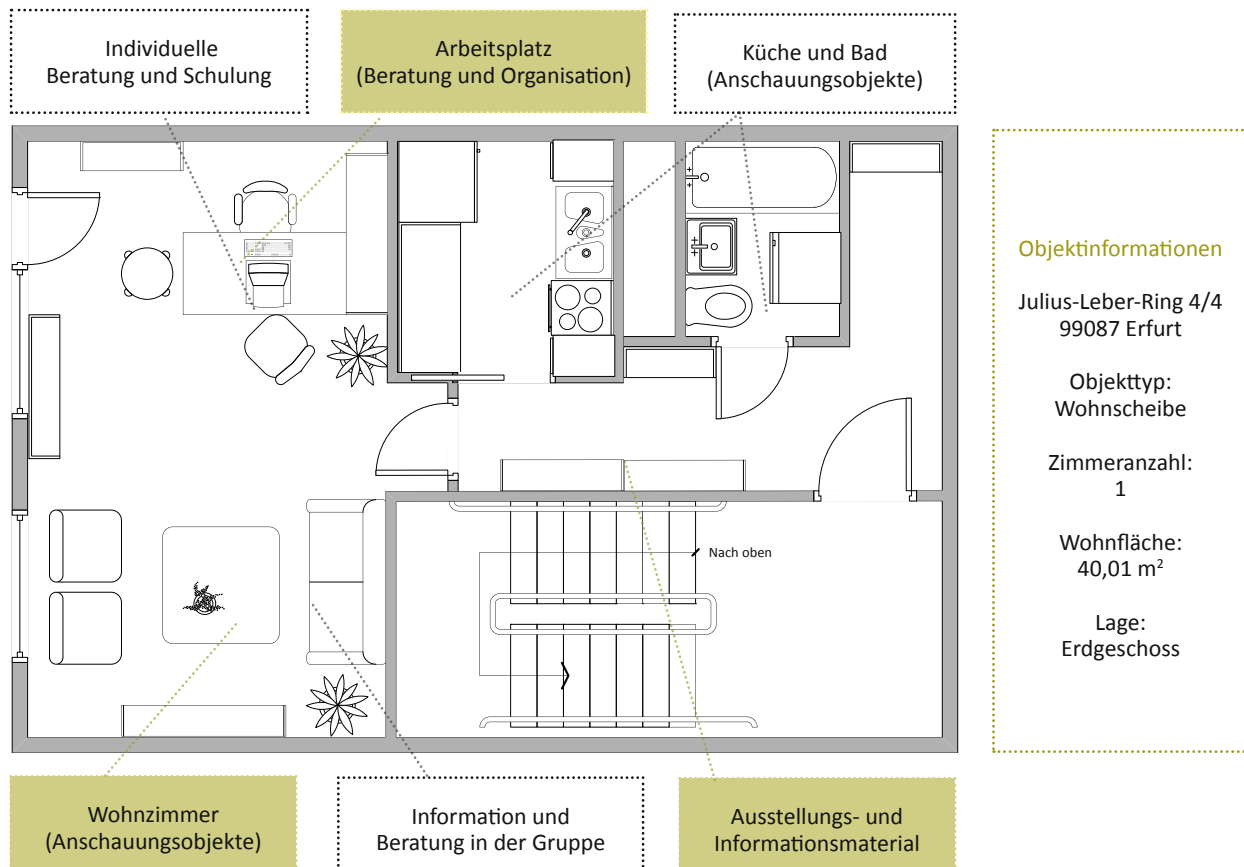 Individuelle
Beratung und Schulung
Arbeitsplatz
(Beratung und Organisation)
Küche und Bad
(Anschauungsobjekte)
Objektinformationen
Julius-Leber-Ring 4/4
99087 Erfurt
Objekttyp:
Wohnscheibe
Zimmeranzahl:
1
Wohnfläche:
40,01 m²
Lage:
Erdgeschoss
Nach oben
Wohnzimmer
(Anschauungsobjekte)
Information und
Beratung in der Gruppe
Ausstellungs- und
Informationsmaterial